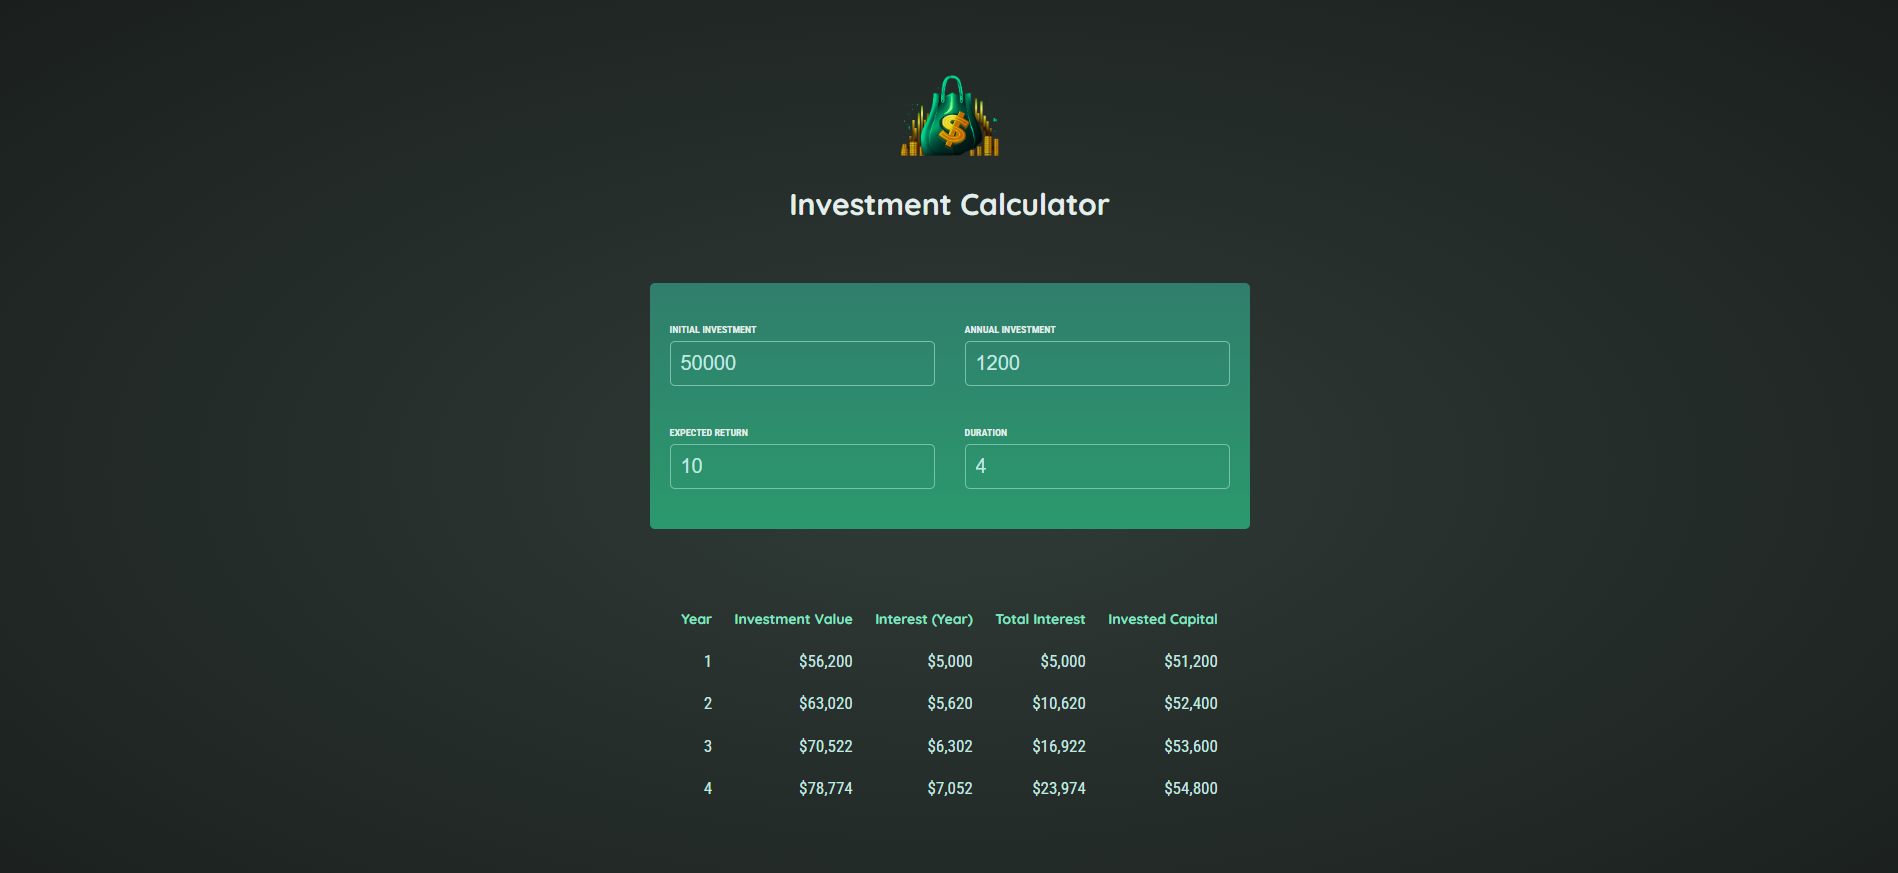 $
Investment Calculator
INITIAL INVESTMENT ANNUAL INVESTMENT
50000 1200
EXPECTED RETURN DURATION
10 4
Year Investment Value Interest (Year) Total Interest Invested Capital
1 $56,200 $5,000 $5,000 $51,200
2 $63,020 $5,620 $10,620 $52,400
3 $70,522 $6,302 $16,922 $53,600
4 $78,774 $7,052 $23,974 $54,800